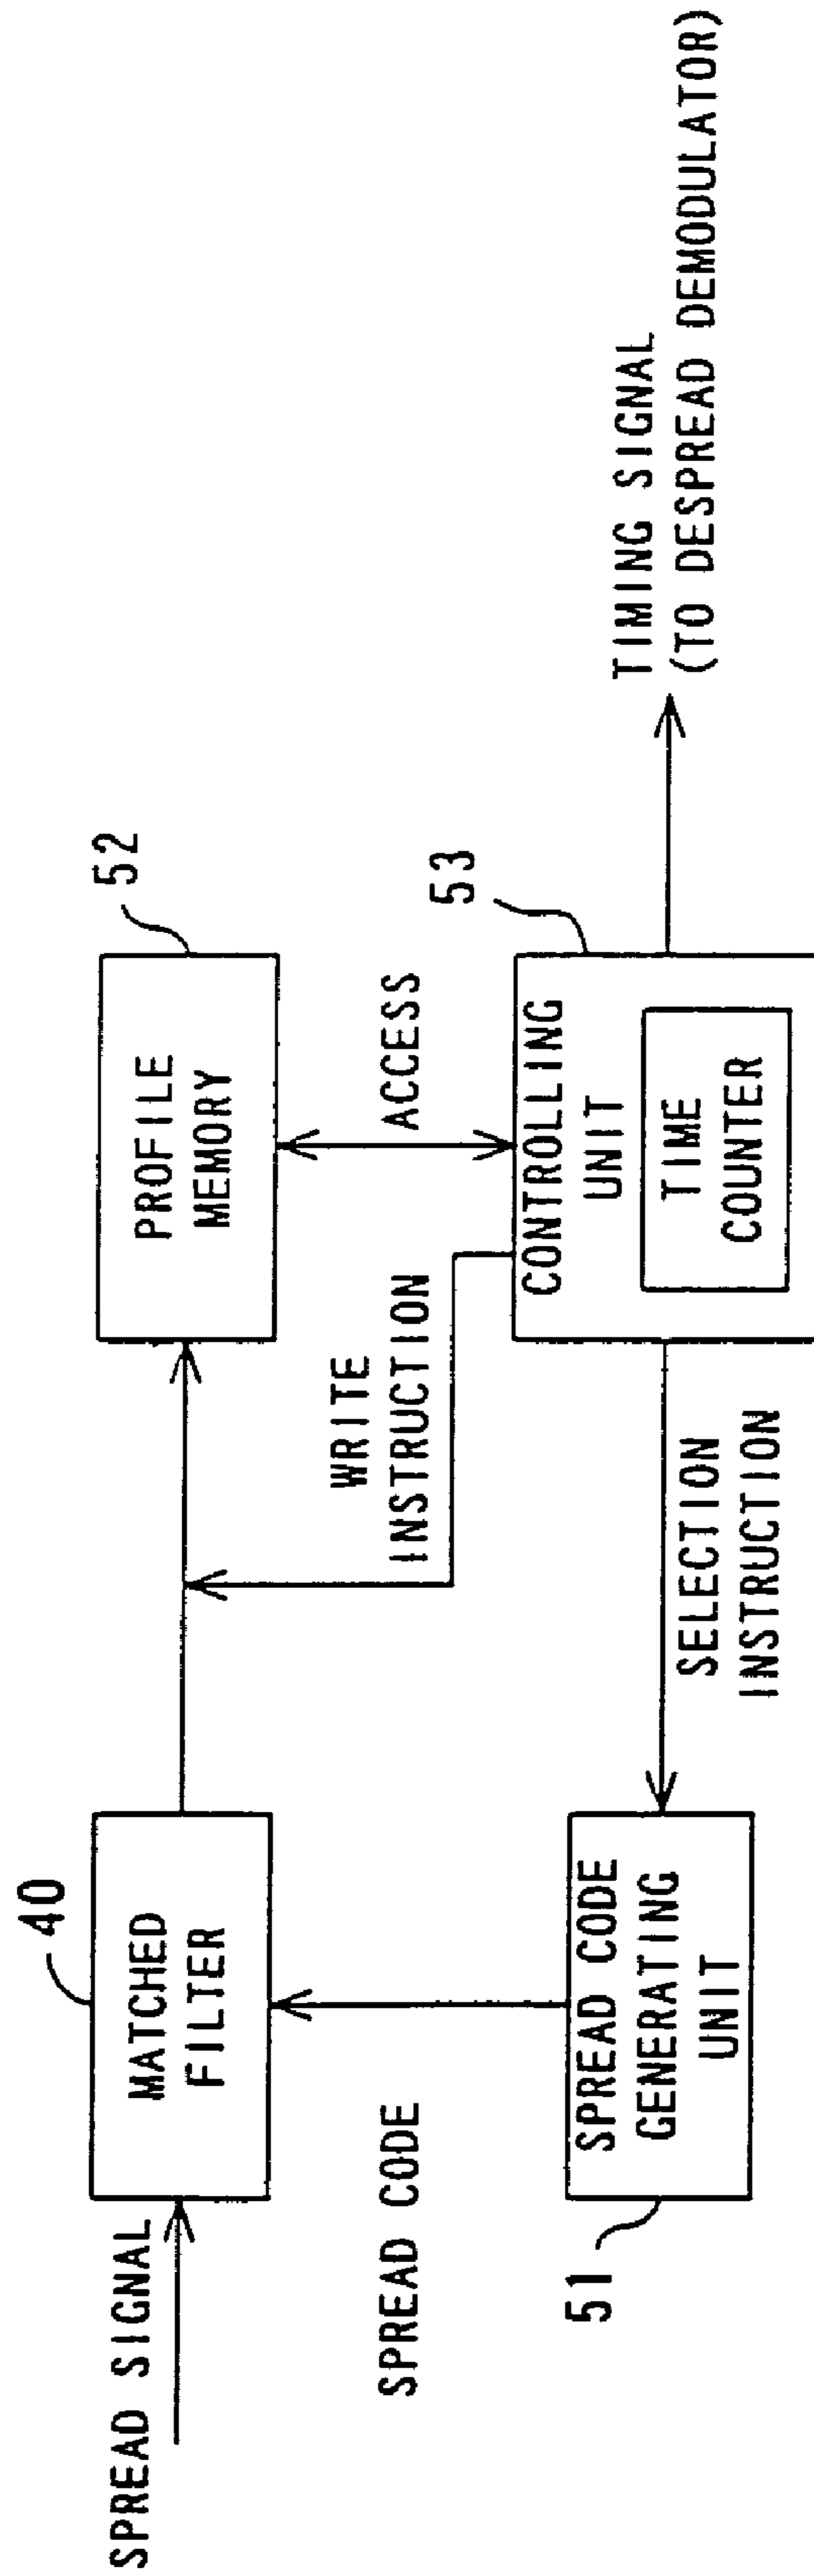 SPREAD SIGNAL
40
MATCHED
FILTER
SPREAD CODE
51
SPREAD CODE
GENERATING
UNIT
WRITE
INSTRUCTION
SELECTION
INSTRUCTION
52
PROFILE
MEMORY
ACCESS
53
CONTROLLING
UNIT
TIME
COUNTER
TIMING SIGNAL
(TO DESPREAD DEMODULATOR)